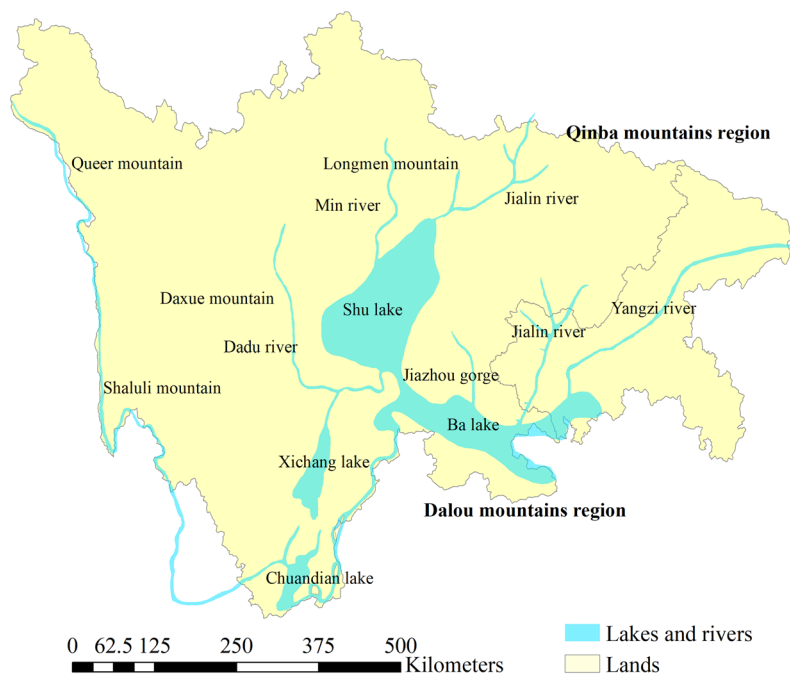 Qinba mountains region
Queer mountain
Longmen mountain
Min river
Jialin river
Daxue mountain
Shu lake
Yangzi river
Jialin river
Dadu river
Jiazhou gorge
Shaluli mountain
Ba lake
Xichang lake
Dalou mountains region
Chuandian lake
Lakes and rivers
0 62.5 125 250 375 500
Kilometers
Lands